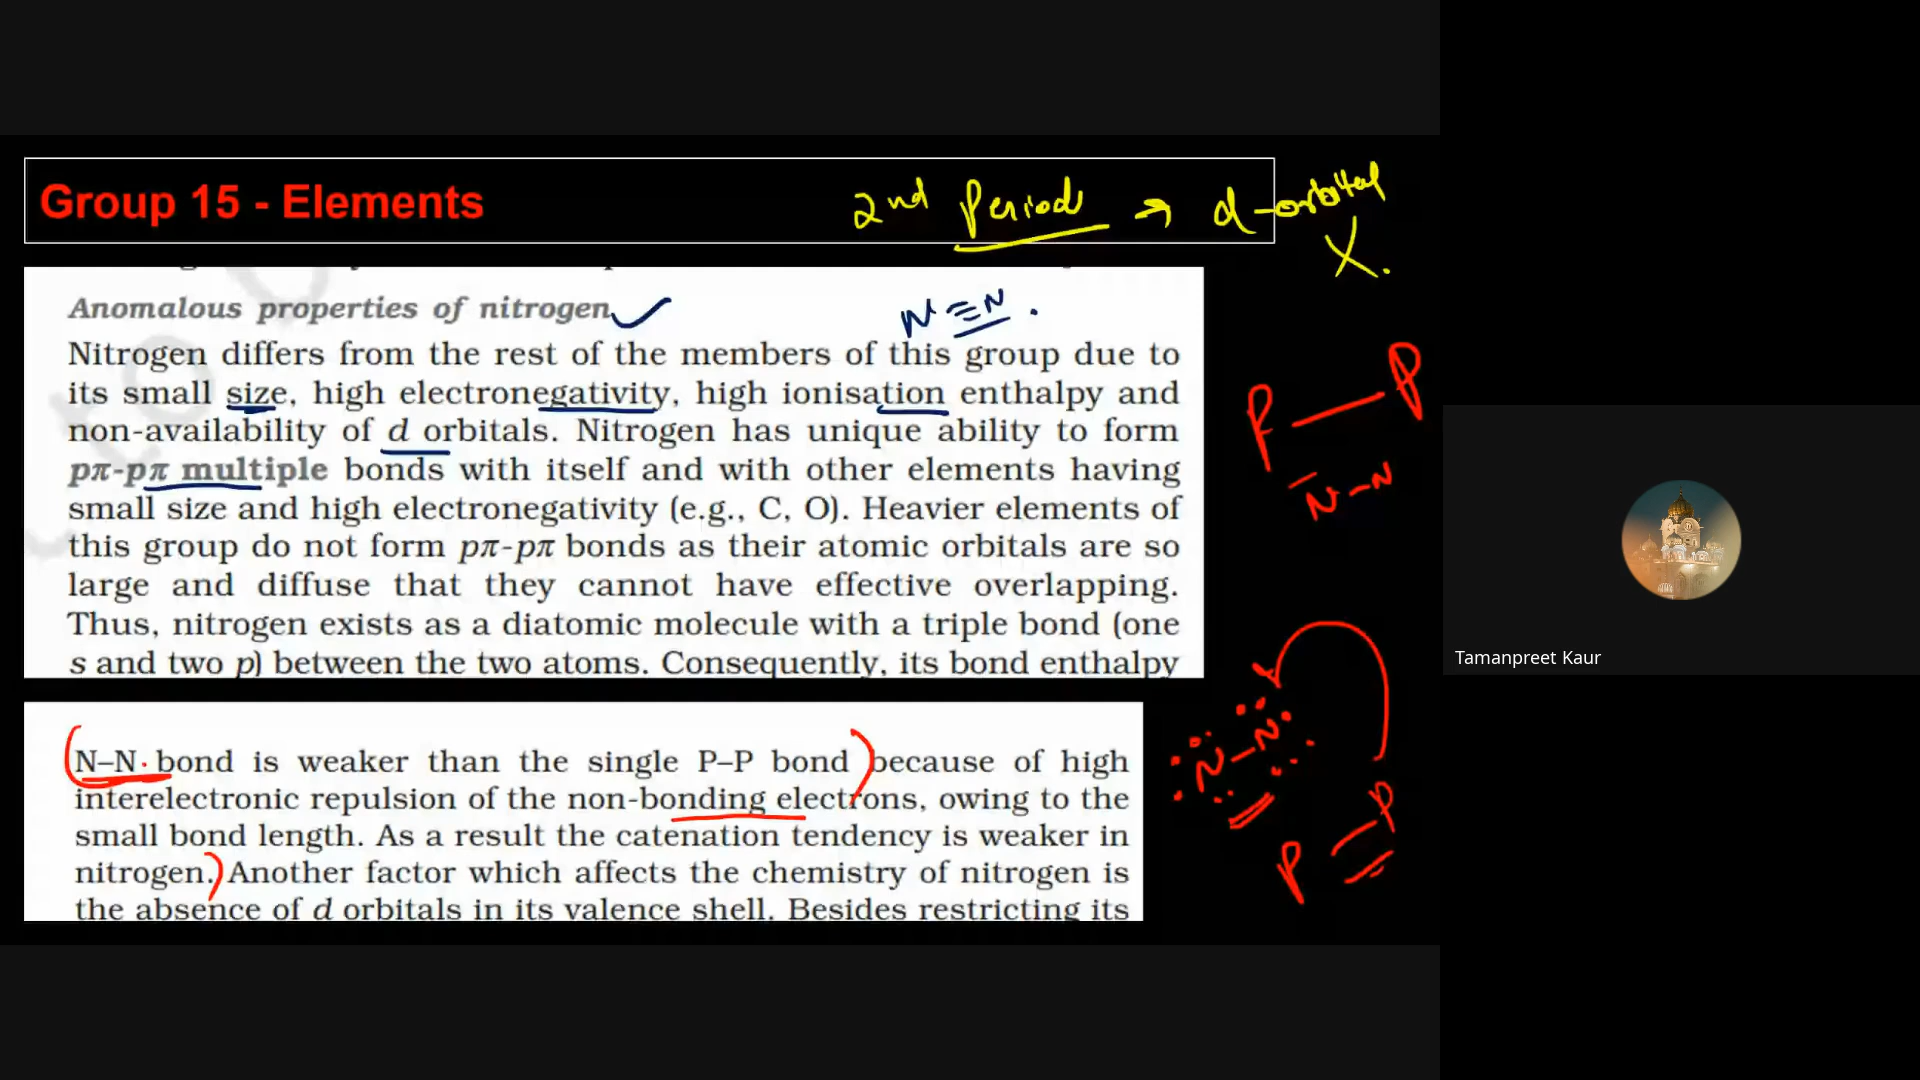 Group 15 - Elements
2nd Period → d-orbital
X.
Anomalous properties of nitrogen
N≡N.
Nitrogen differs from the rest of the members of this group due to
its small size, high electronegativity, high ionisation enthalpy and
non-availability of d orbitals. Nitrogen has unique ability to form
pπ-pπ multiple bonds with itself and with other elements having
small size and high electronegativity (e.g., C, O). Heavier elements of
this group do not form pπ-pπ bonds as their atomic orbitals are so
large and diffuse that they cannot have effective overlapping.
Thus, nitrogen exists as a diatomic molecule with a triple bond (one
s and two p) between the two atoms. Consequently, its bond enthalpy
P—P
N-N
N-N bond is weaker than the single P–P bond because of high
interelectronic repulsion of the non-bonding electrons, owing to the
small bond length. As a result the catenation tendency is weaker in
nitrogen. Another factor which affects the chemistry of nitrogen is
the absence of d orbitals in its valence shell. Besides restricting its
N-N
P-P
Tamanpreet Kaur